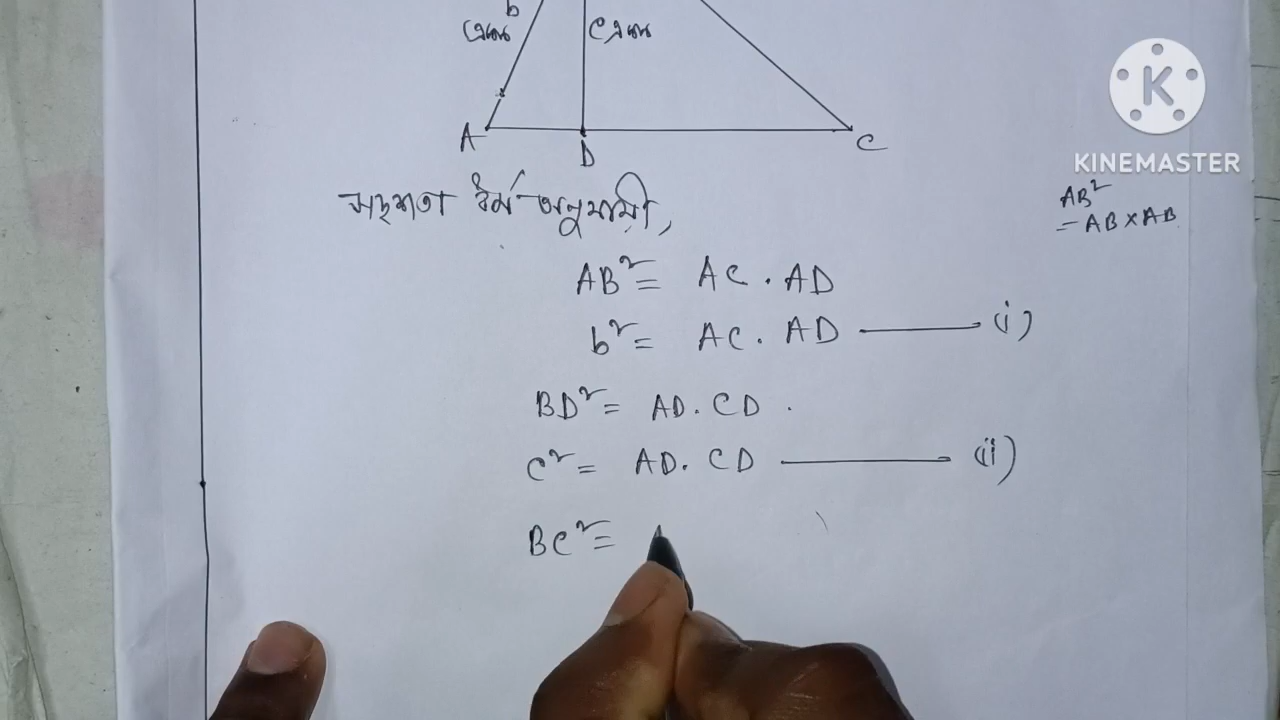 b
একক c একক
A D C
সদৃশতা ধর্ম অনুযায়ী,
AB² = AC . AD
b² = AC . AD —— (i)
BD² = AD . CD .
c² = AD . CD —— (ii)
BC² =
AB²
= AB × AB
KINEMASTER